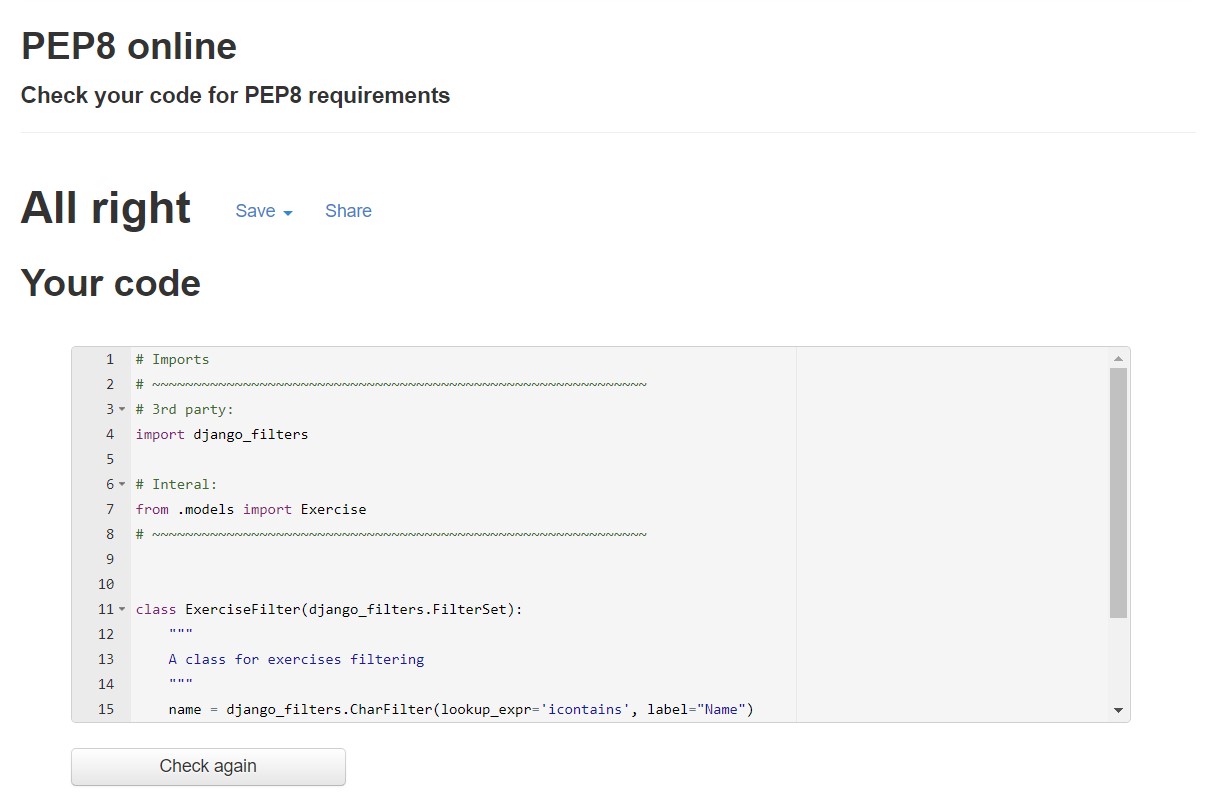 PEP8 online
Check your code for PEP8 requirements
All right Save Share
Your code
1 # Imports
2 # ~~~~~~~~~~~~~~~~~~~~~~~~~~~~~~~~~~~~~~~~~~~~~~~~~~~~~~~~~~~~
3 # 3rd party:
4 import django_filters
5
6 # Interal:
7 from .models import Exercise
8 # ~~~~~~~~~~~~~~~~~~~~~~~~~~~~~~~~~~~~~~~~~~~~~~~~~~~~~~~~~~~~
9
10
11 class ExerciseFilter(django_filters.FilterSet):
12     """
13     A class for exercises filtering
14     """
15     name = django_filters.CharFilter(lookup_expr='icontains', label="Name")
Check again